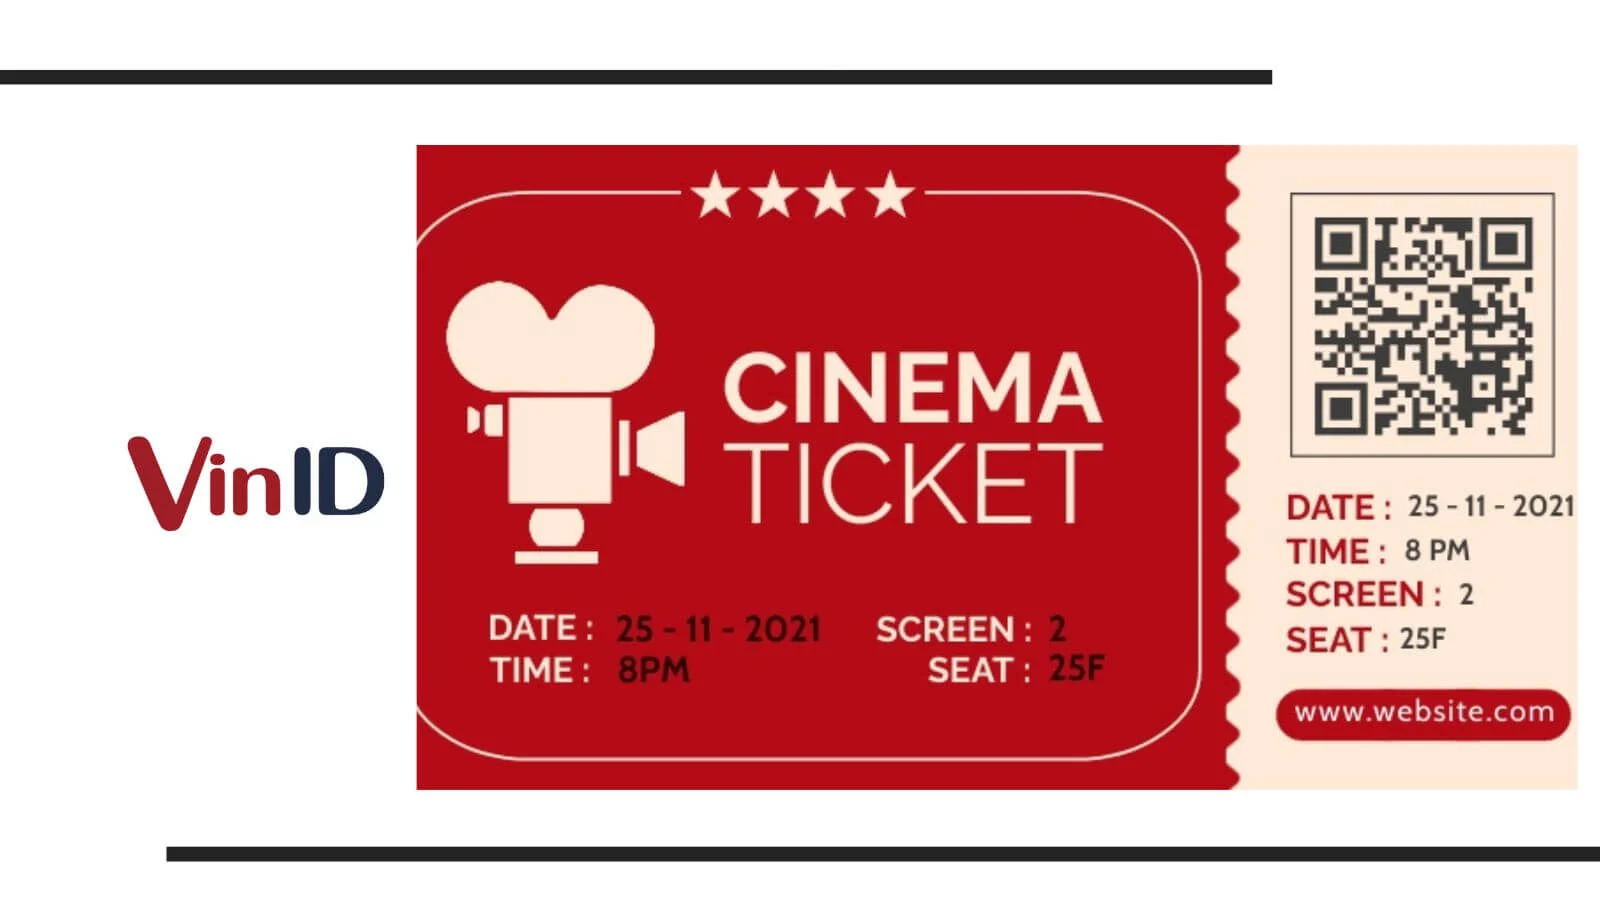 VinID
CINEMA
TICKET
DATE : 25 - 11 - 2021
TIME : 8PM
SCREEN : 2
SEAT : 25F
DATE : 25 - 11 - 2021
TIME : 8 PM
SCREEN : 2
SEAT : 25F
www.website.com